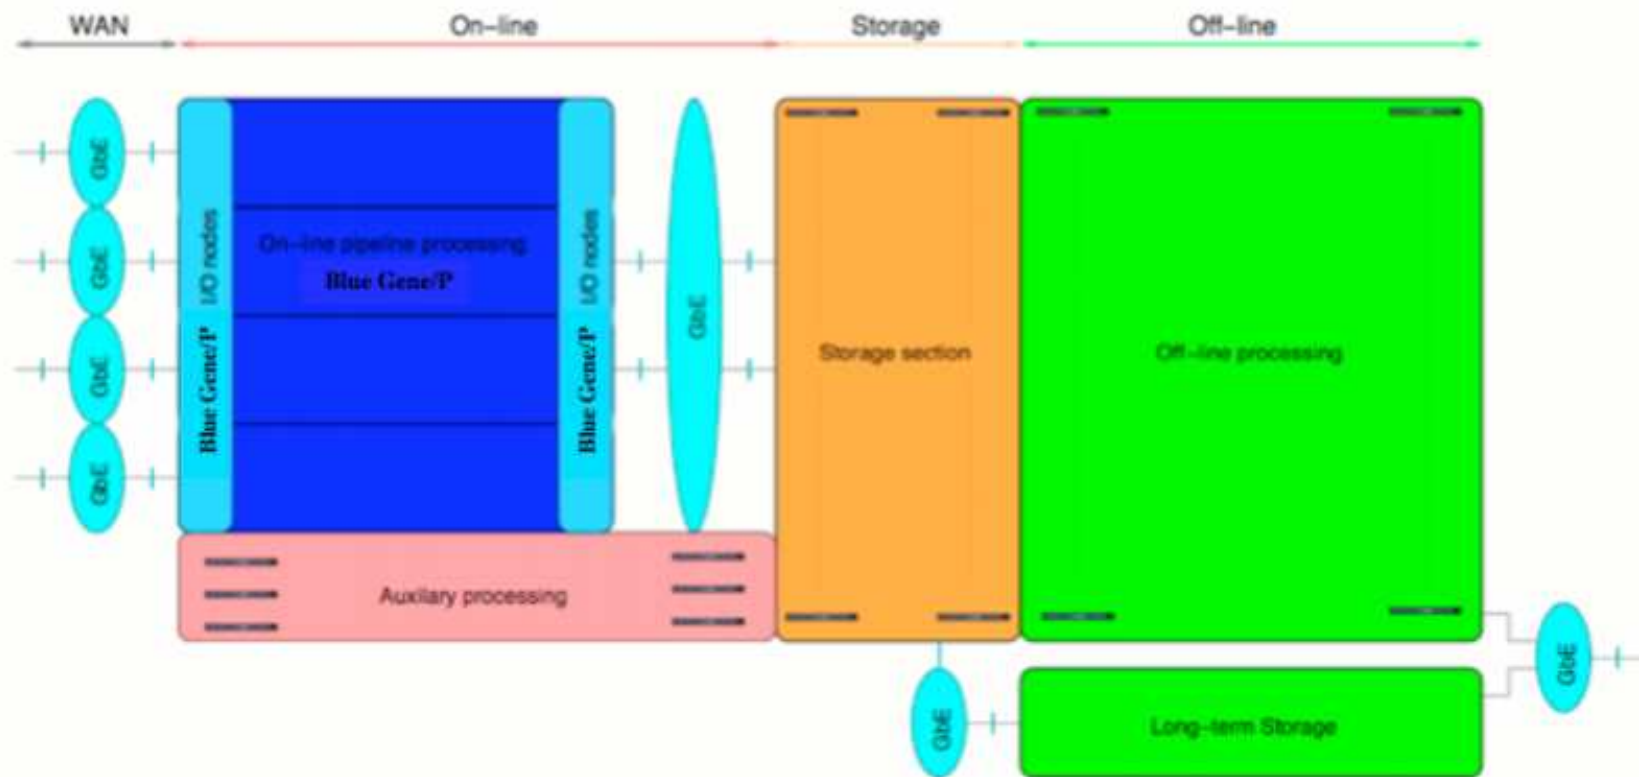 WAN
On-line
Storage
Off-line
GbE
GbE
GbE
GbE
I/O nodes
Blue Gene/P
On-line pipeline processing
Blue Gene/P
I/O nodes
Blue Gene/P
GbE
Storage section
Off-line processing
Auxilary processing
GbE
Long-term Storage
GbE